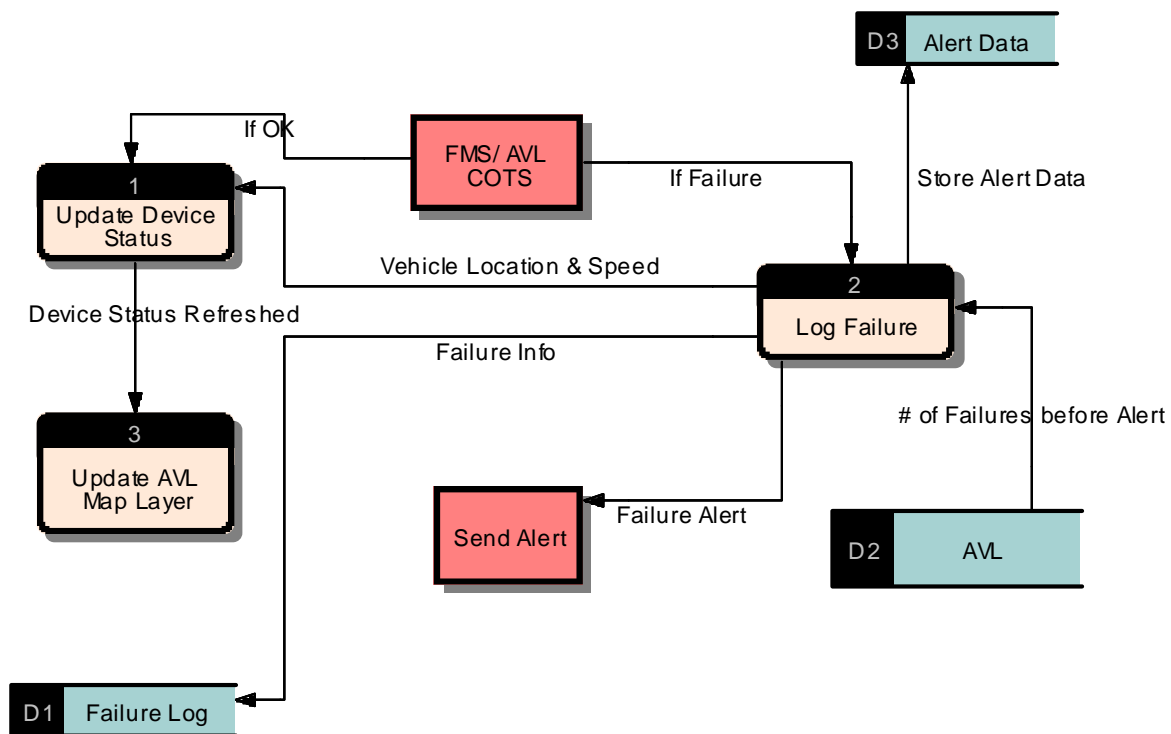 D3
Alert Data
If OK
FMS/ AVL
COTS
If Failure
Store Alert Data
1
Update Device
Status
Vehicle Location & Speed
2
Log Failure
Device Status Refreshed
Failure Info
3
Update AVL
Map Layer
# of Failures before Alert
Send Alert
Failure Alert
D2
AVL
D1
Failure Log